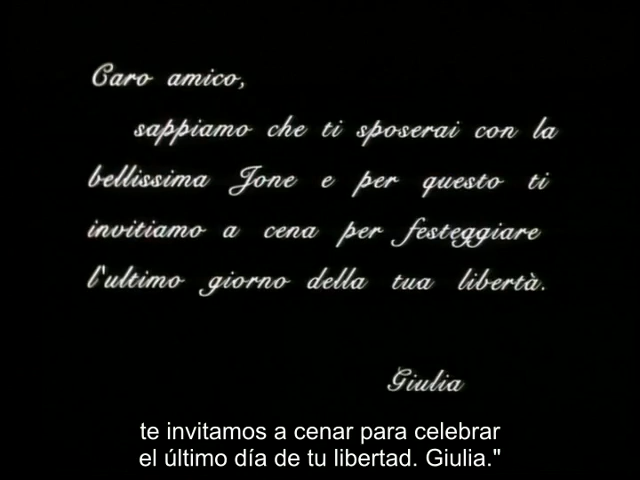 Caro amico,
sappiamo che ti sposerai con la
bellissima Jone e per questo ti
invitiamo a cena per festeggiare
l'ultimo giorno della tua libertà.
Giulia
te invitamos a cenar para celebrar
el último día de tu libertad. Giulia."